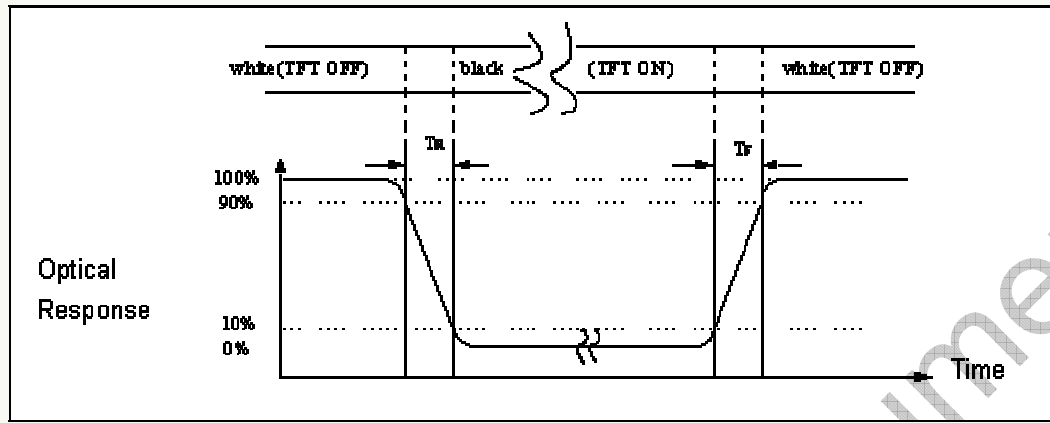 white(TFT OFF) black (TFT ON) white(TFT OFF)
TR TF
100%
90%
Optical
Response
10%
0%
Time